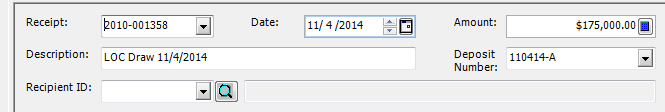 Receipt: 2010-001358 Date: 11/ 4 /2014 Amount: $175,000.00
Description: LOC Draw 11/4/2014 Deposit Number: 110414-A
Recipient ID: